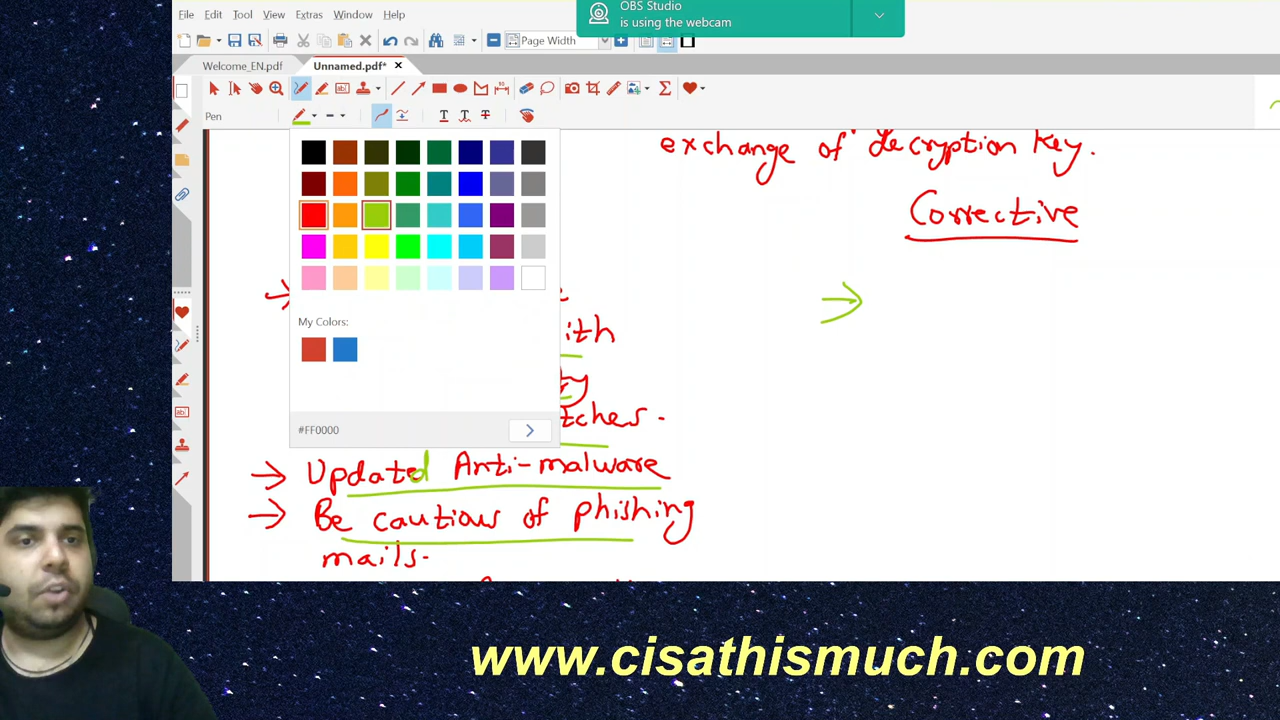 File Edit Tool View Extras Window Help
OBS Studio
is using the webcam
Page Width
Welcome_EN.pdf Unnamed.pdf*
Pen
exchange of decryption key.
Corrective
ith
ty
tches.
→ Updated Anti-malware
→ Be cautious of phishing
mails.
My Colors:
#FF0000
www.cisathismuch.com